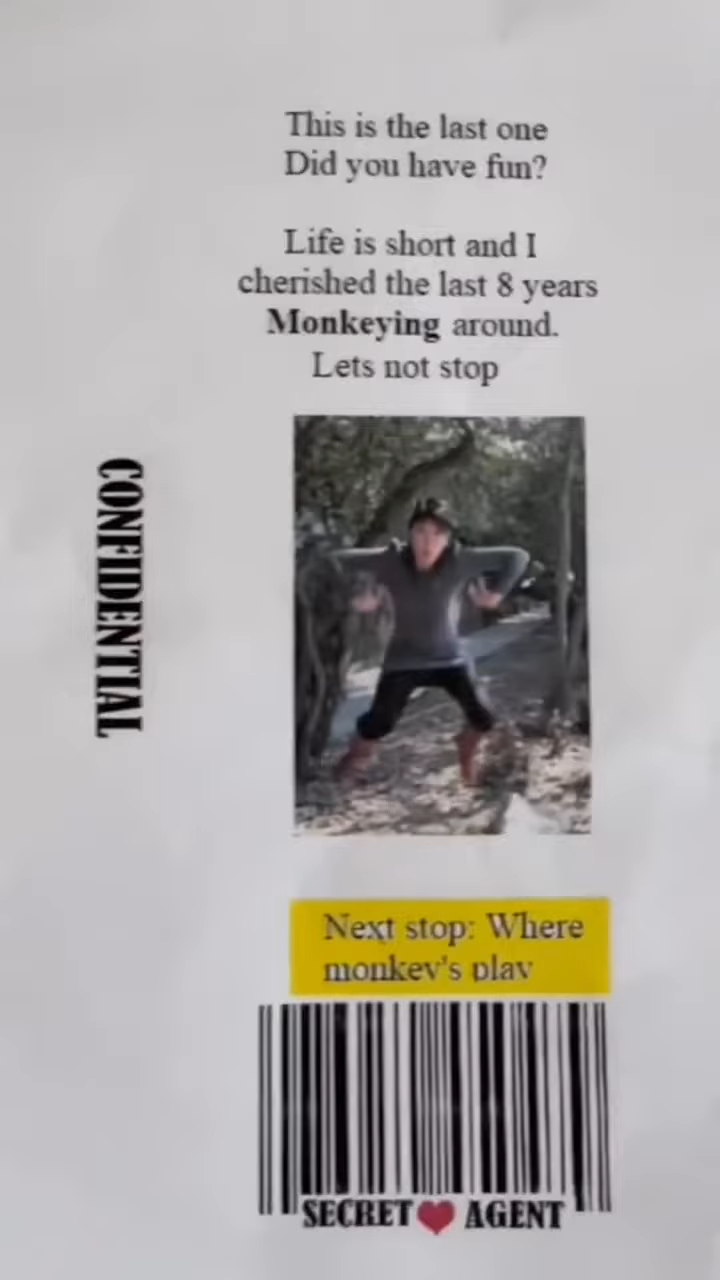 This is the last one
Did you have fun?
Life is short and I
cherished the last 8 years
Monkeying around.
Lets not stop
CONFIDENTIAL
Next stop: Where
monkey's play
SECRET AGENT